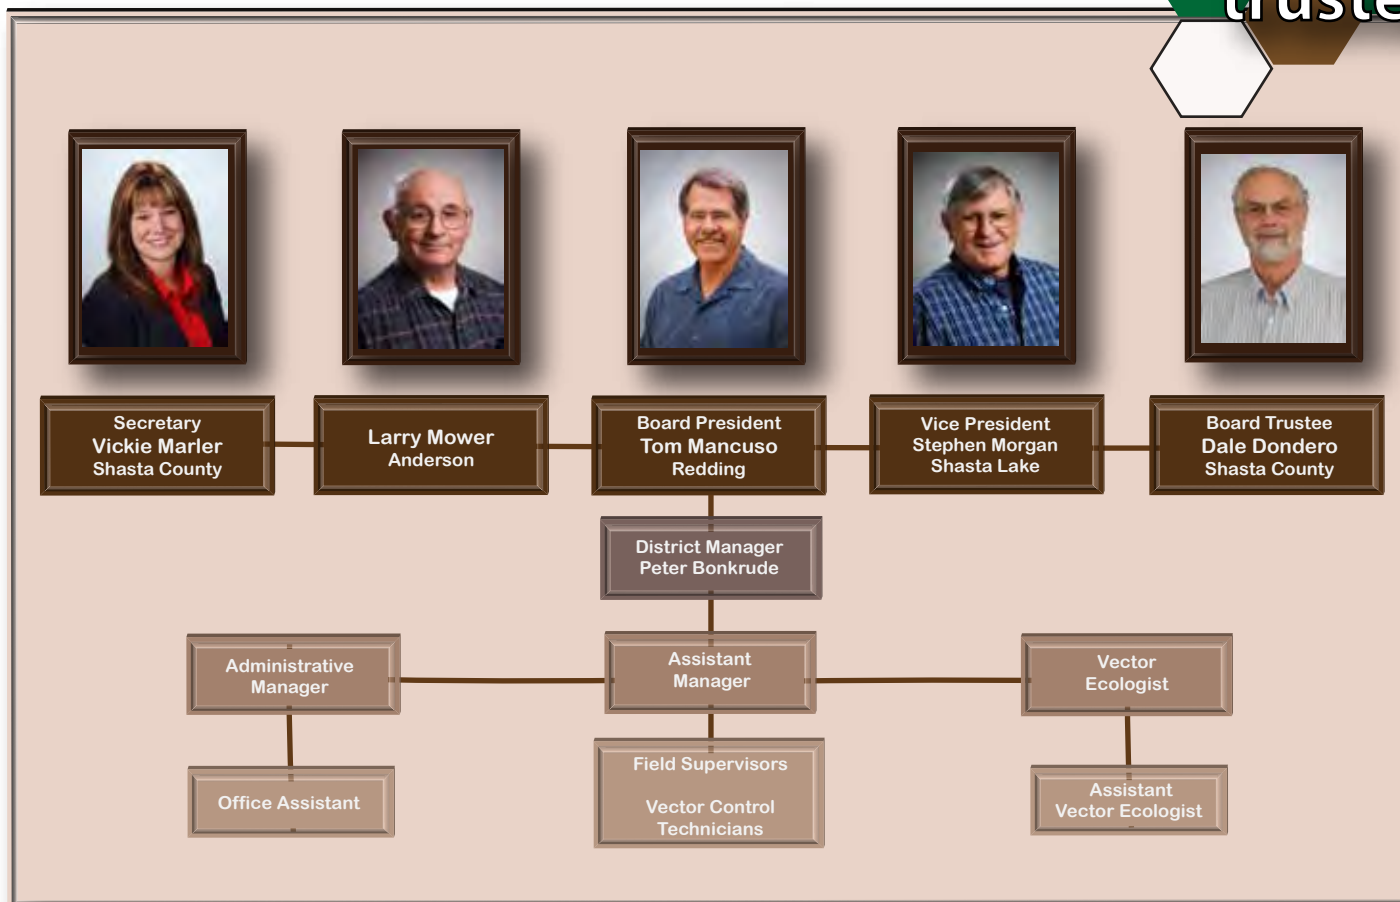 Secretary
Vickie Marler
Shasta County
Larry Mower
Anderson
Board President
Tom Mancuso
Redding
Vice President
Stephen Morgan
Shasta Lake
Board Trustee
Dale Dondero
Shasta County
District Manager
Peter Bonkrude
Administrative
Manager
Assistant
Manager
Vector
Ecologist
Office Assistant
Field Supervisors
Vector Control
Technicians
Assistant
Vector Ecologist